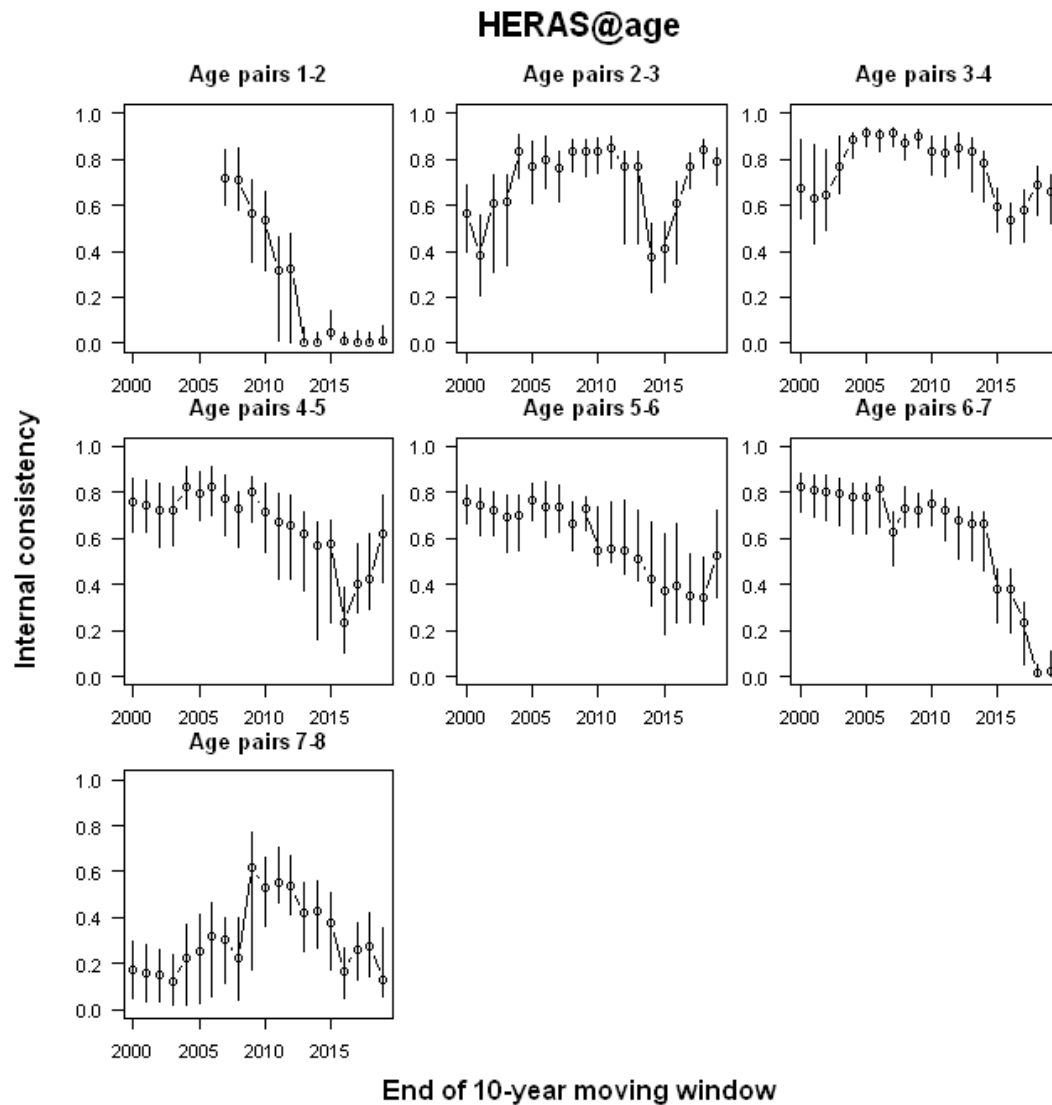 HERAS@age
Age pairs 1-2
Age pairs 2-3
Age pairs 3-4
1.0
0.8
0.6
0.4
0.2
0.0
1.0
0.8
0.6
0.4
0.2
0.0
1.0
0.8
0.6
0.4
0.2
0.0
2000 2005 2010 2015
2000 2005 2010 2015
2000 2005 2010 2015
Age pairs 4-5
Age pairs 5-6
Age pairs 6-7
1.0
0.8
0.6
0.4
0.2
0.0
1.0
0.8
0.6
0.4
0.2
0.0
1.0
0.8
0.6
0.4
0.2
0.0
2000 2005 2010 2015
2000 2005 2010 2015
2000 2005 2010 2015
Internal consistency
Age pairs 7-8
1.0
0.8
0.6
0.4
0.2
0.0
2000 2005 2010 2015
End of 10-year moving window